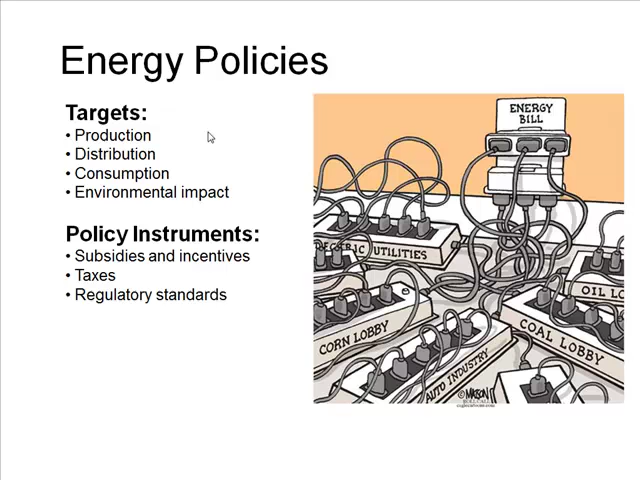 Energy Policies
Targets:
• Production
• Distribution
• Consumption
• Environmental impact
Policy Instruments:
• Subsidies and incentives
• Taxes
• Regulatory standards
ENERGY
BILL
UTILITIES
OIL LO
CORN LOBBY
COAL LOBBY
AUTO INDUSTRY